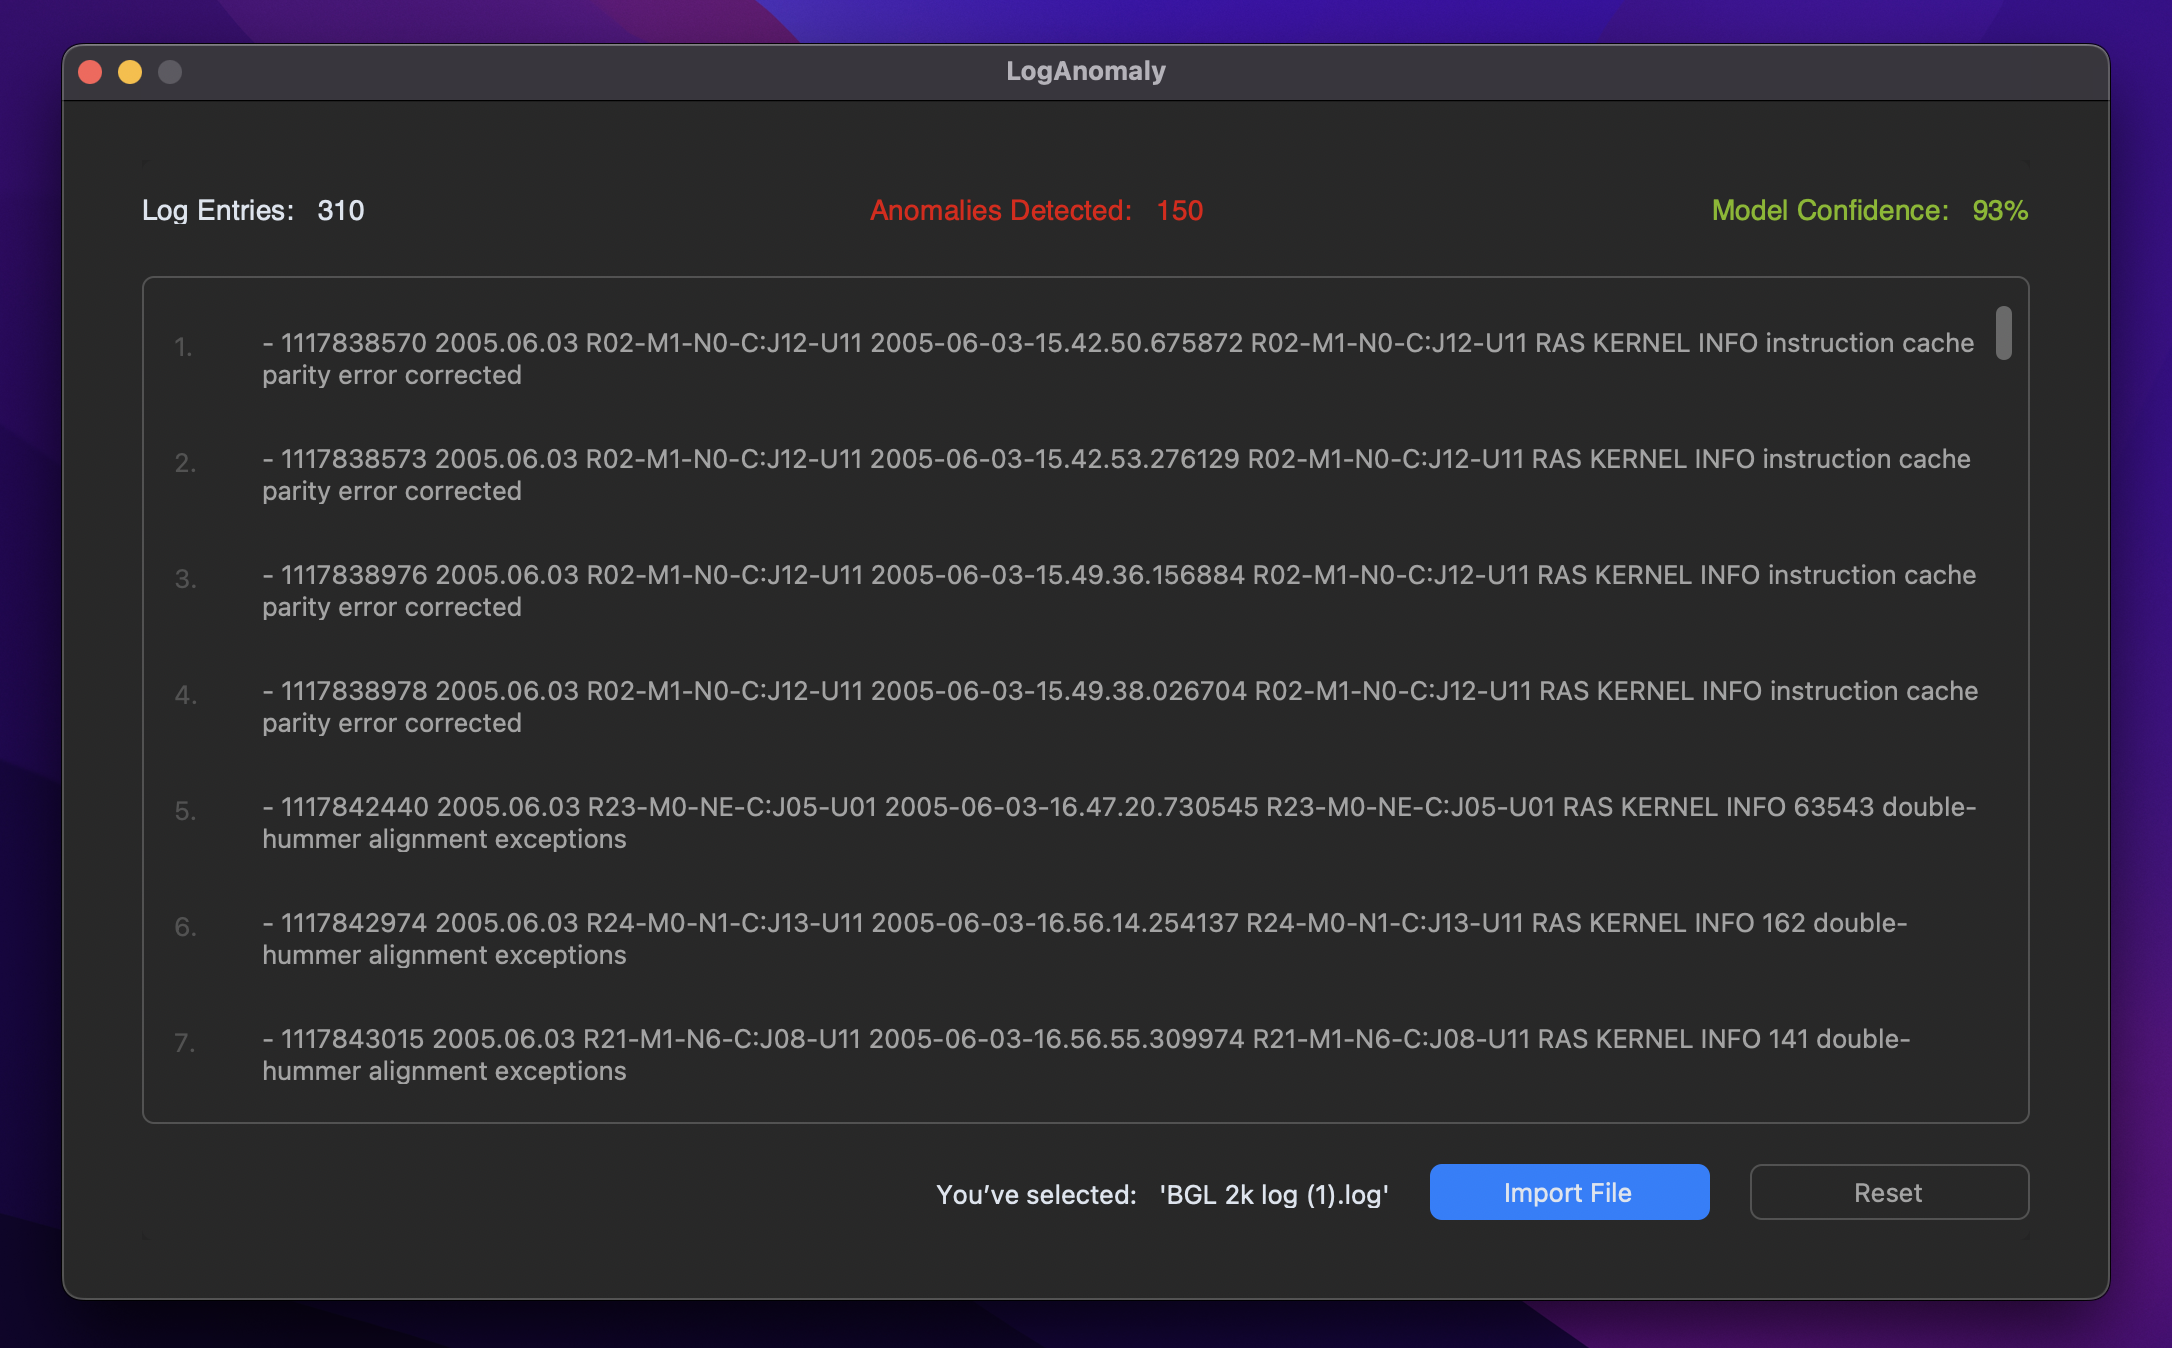 LogAnomaly
Log Entries: 310
Anomalies Detected: 150
Model Confidence: 93%
1. - 1117838570 2005.06.03 R02-M1-N0-C:J12-U11 2005-06-03-15.42.50.675872 R02-M1-N0-C:J12-U11 RAS KERNEL INFO instruction cache
parity error corrected
2. - 1117838573 2005.06.03 R02-M1-N0-C:J12-U11 2005-06-03-15.42.53.276129 R02-M1-N0-C:J12-U11 RAS KERNEL INFO instruction cache
parity error corrected
3. - 1117838976 2005.06.03 R02-M1-N0-C:J12-U11 2005-06-03-15.49.36.156884 R02-M1-N0-C:J12-U11 RAS KERNEL INFO instruction cache
parity error corrected
4. - 1117838978 2005.06.03 R02-M1-N0-C:J12-U11 2005-06-03-15.49.38.026704 R02-M1-N0-C:J12-U11 RAS KERNEL INFO instruction cache
parity error corrected
5. - 1117842440 2005.06.03 R23-M0-NE-C:J05-U01 2005-06-03-16.47.20.730545 R23-M0-NE-C:J05-U01 RAS KERNEL INFO 63543 double-
hummer alignment exceptions
6. - 1117842974 2005.06.03 R24-M0-N1-C:J13-U11 2005-06-03-16.56.14.254137 R24-M0-N1-C:J13-U11 RAS KERNEL INFO 162 double-
hummer alignment exceptions
7. - 1117843015 2005.06.03 R21-M1-N6-C:J08-U11 2005-06-03-16.56.55.309974 R21-M1-N6-C:J08-U11 RAS KERNEL INFO 141 double-
hummer alignment exceptions
You’ve selected: 'BGL 2k log (1).log'
Import File
Reset